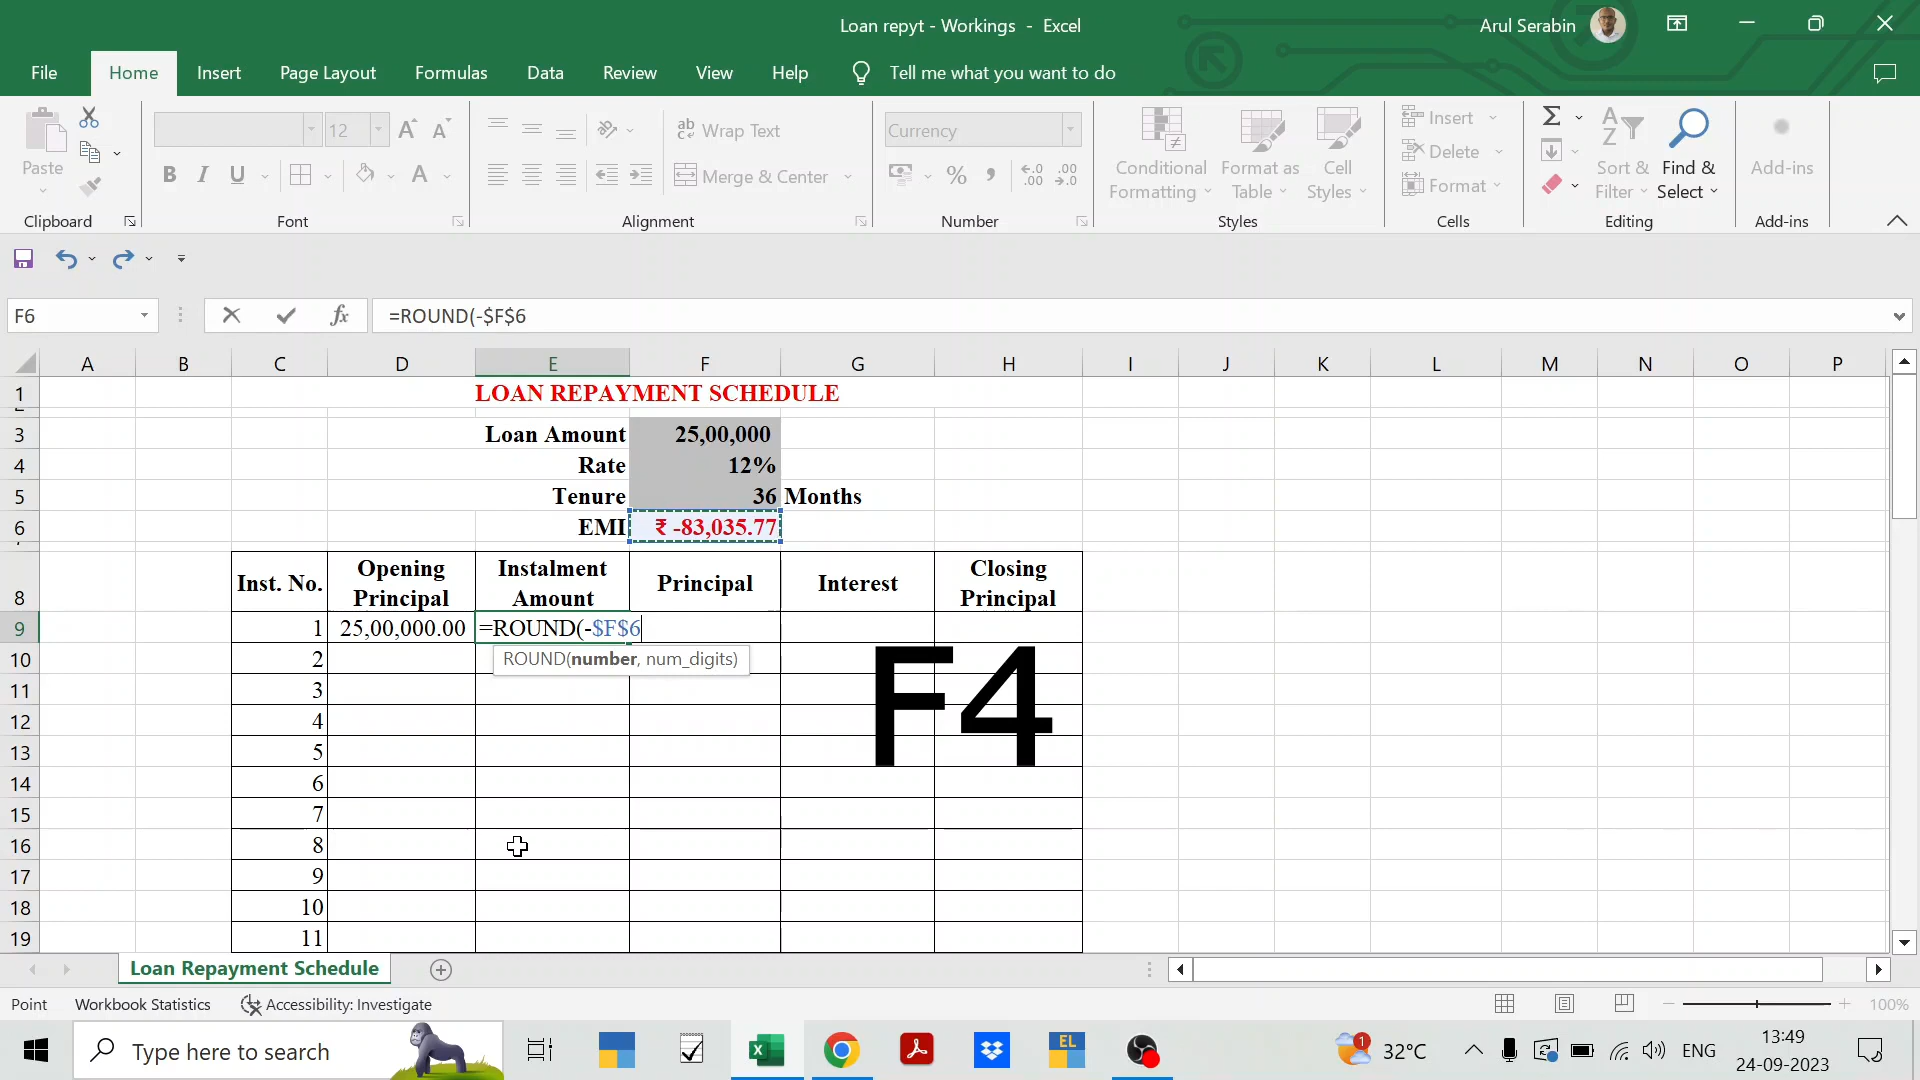 Loan repyt - Workings - Excel
Arul Serabin
File Home Insert Page Layout Formulas Data Review View Help Tell me what you want to do
Paste
Clipboard
12 A A
B I U A
Font
ab Wrap Text
Merge & Center
Alignment
Currency
% , .00 .00
Number
Conditional Formatting
Format as Table
Cell Styles
Styles
Insert
Delete
Format
Cells
Sort & Filter
Find & Select
Editing
Add-ins
Add-ins
F6 fx =ROUND(-$F$6
A B C D E F G H I J K L M N O P
1 LOAN REPAYMENT SCHEDULE
3 Loan Amount 25,00,000
4 Rate 12%
5 Tenure 36 Months
6 EMI ₹ -83,035.77
8 Inst. No. Opening Principal Instalment Amount Principal Interest Closing Principal
9 1 25,00,000.00 =ROUND(-$F$6
ROUND(number, num_digits)
10 2
11 3
12 4
13 5
14 6
15 7
16 8
17 9
18 10
19 11
F4
Loan Repayment Schedule
Point Workbook Statistics Accessibility: Investigate 100%
Type here to search
EL
1 32°C ENG 13:49
24-09-2023